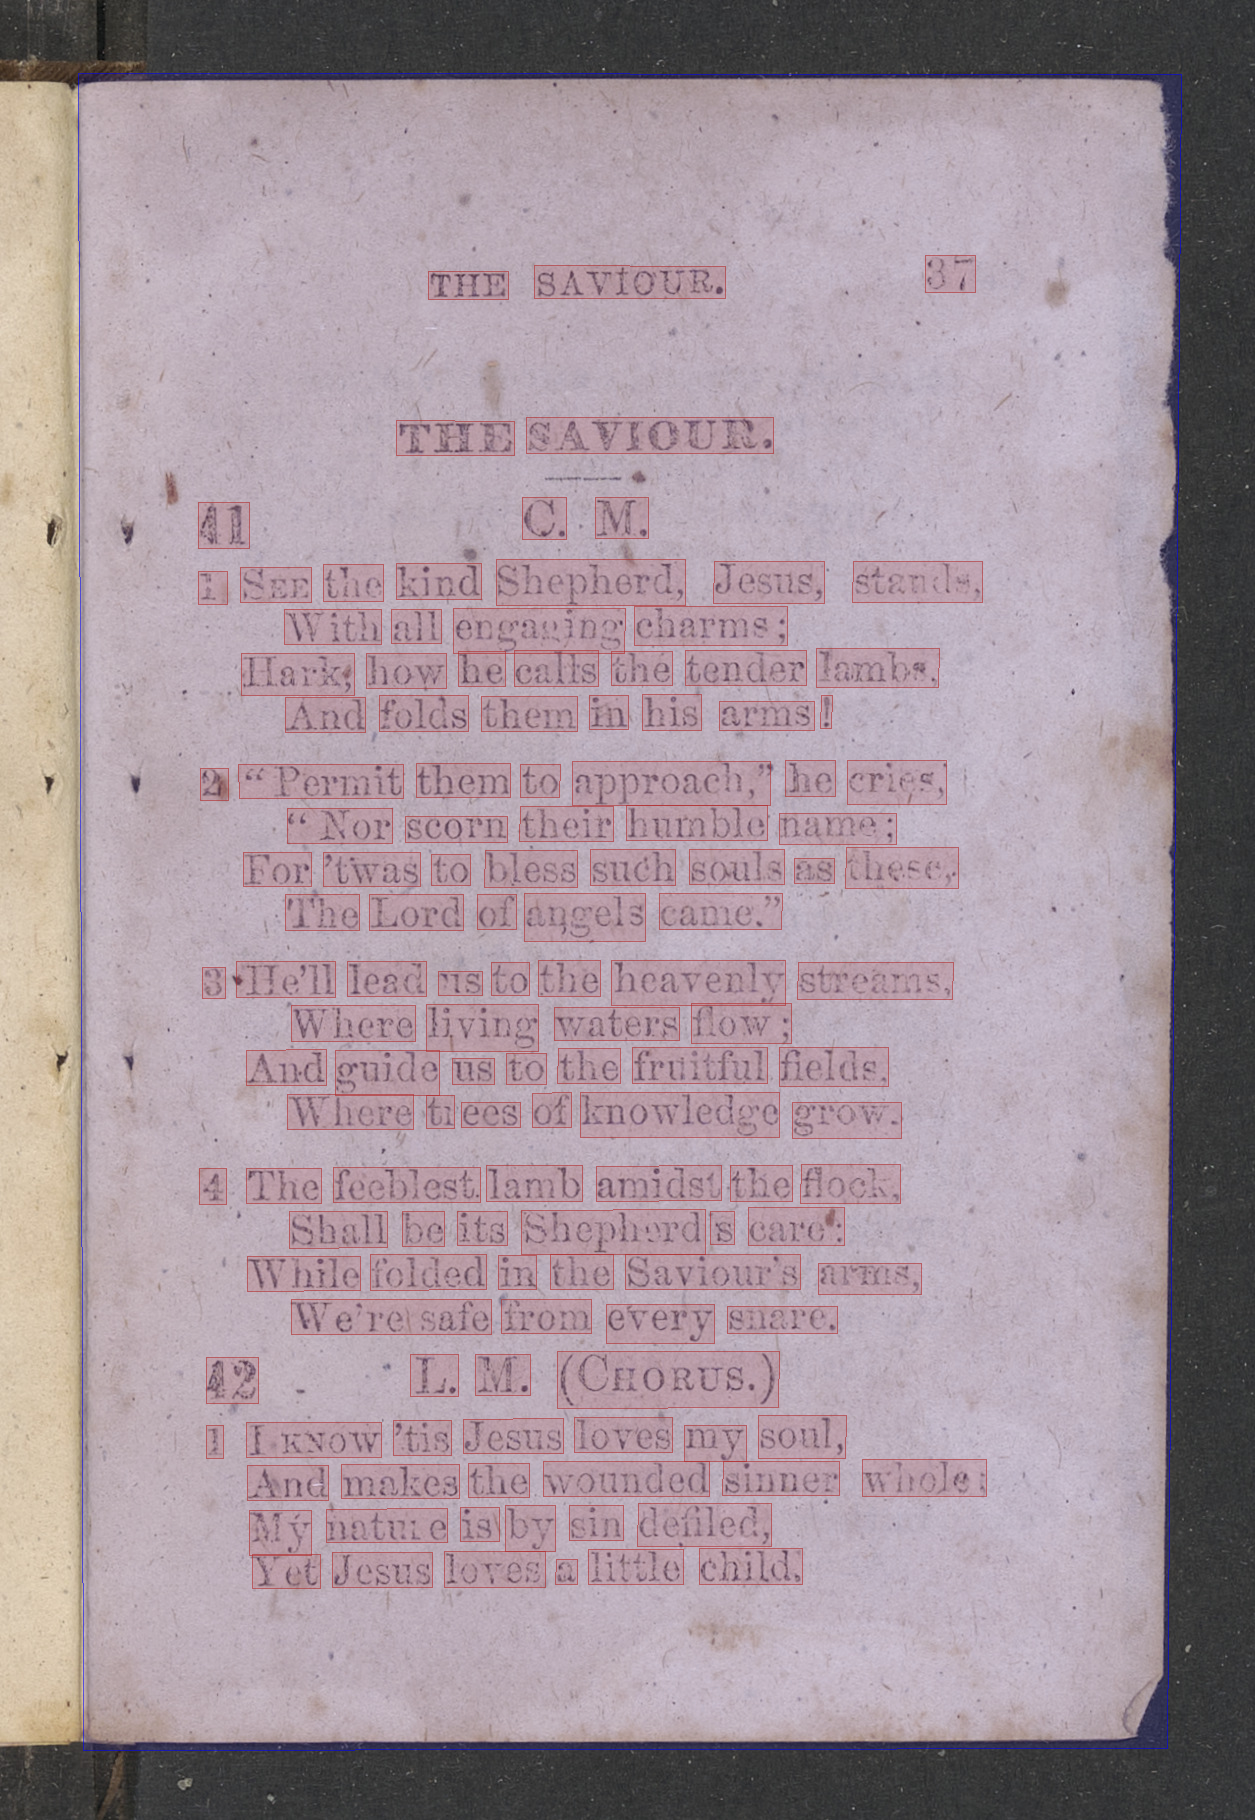 THE SAVIOUR. 37
THE SAVIOUR.
41 C. M.
1 SEE the kind Shepherd, Jesus, stands,
With all engaging charms;
Hark, how he calls the tender lambs,
And folds them in his arms!
2 “Permit them to approach,” he cries,
“Nor scorn their humble name;
For ’twas to bless such souls as these,
The Lord of angels came.”
3 He’ll lead us to the heavenly streams,
Where living waters flow;
And guide us to the fruitful fields,
Where trees of knowledge grow.
4 The feeblest lamb amidst the flock,
Shall be its Shepherd's care:
While folded in the Saviour’s arms,
We’re safe from every snare.
42 L. M. (CHORUS.)
1 I KNOW ’tis Jesus loves my soul,
And makes the wounded sinner whole:
My nature is by sin defiled,
Yet Jesus loves a little child.